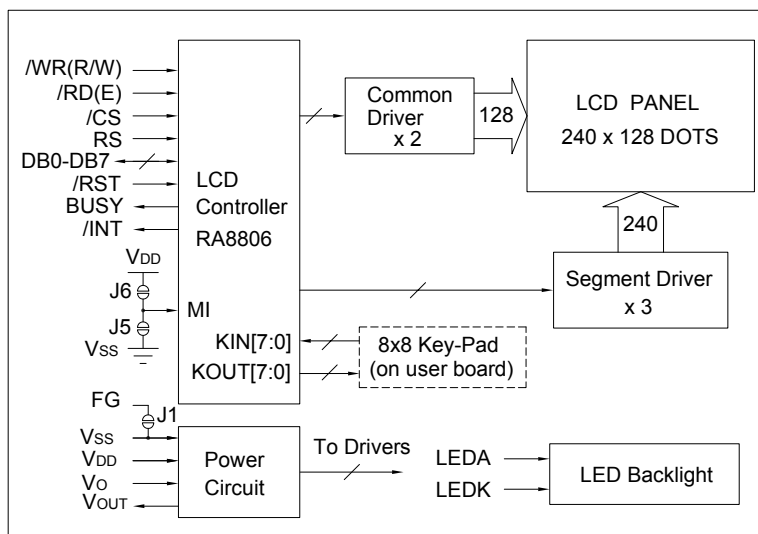 /WR(R/W)
/RD(E)
/CS
RS
DB0-DB7
/RST
BUSY
/INT
VDD
J6
J5
VSS
MI
LCD
Controller
RA8806
KIN[7:0]
KOUT[7:0]
Common
Driver
x 2
128
LCD PANEL
240 x 128 DOTS
240
Segment Driver
x 3
8x8 Key-Pad
(on user board)
FG
J1
VSS
VDD
VO
VOUT
Power
Circuit
To Drivers
LEDA
LEDK
LED Backlight